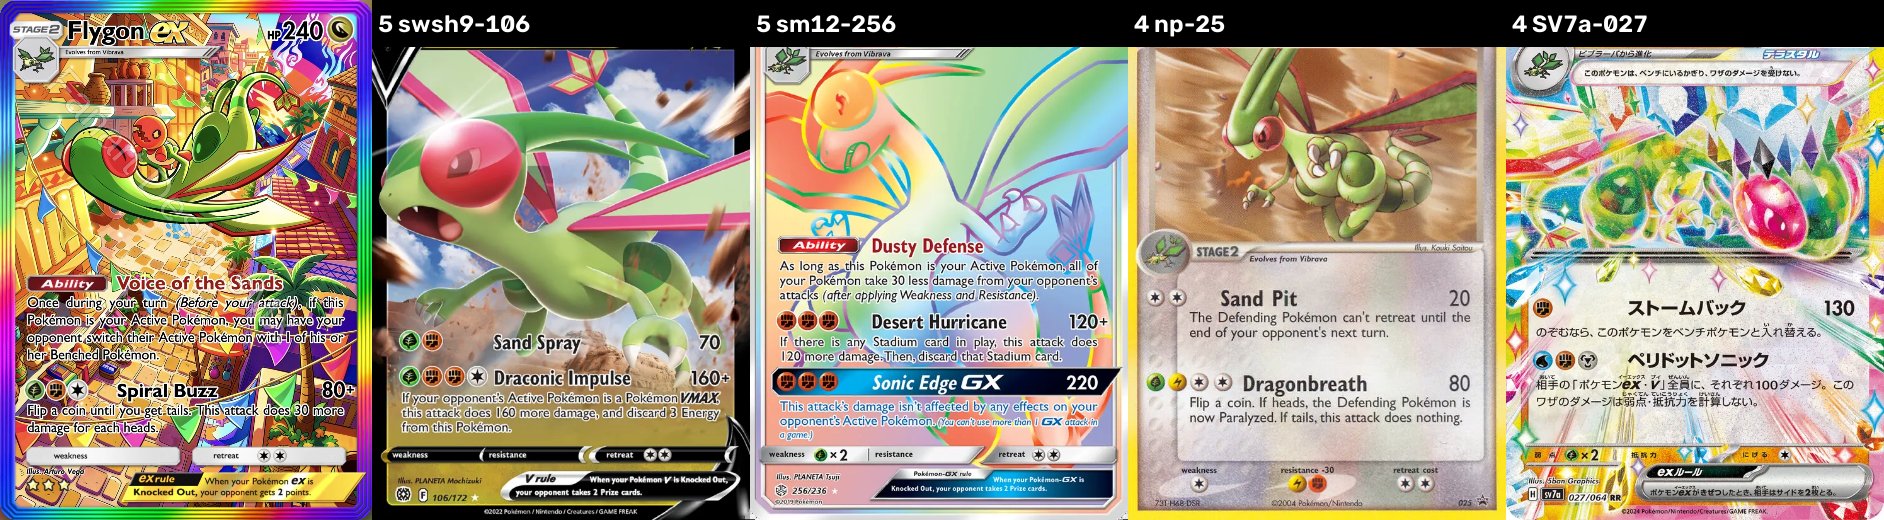 STAGE2 Flygon ex HP 240
Evolves from Vibrava
Ability Voice of the Sands
Once during your turn (Before your attack), if this
Pokémon is your Active Pokémon, you may have your
opponent switch their Active Pokémon with 1 of his or
her Benched Pokémon.
Spiral Buzz 80+
Flip a coin until you get tails. This attack does 30 more
damage for each heads.
weakness retreat
Illus. Arturo Vega
ex rule When your Pokémon ex is
Knocked Out, your opponent gets 2 points.
5 swsh9-106
Sand Spray 70
Draconic Impulse 160+
If your opponent's Active Pokémon is a Pokémon VMAX,
this attack does 160 more damage, and discard 3 Energy
from this Pokémon.
weakness resistance retreat
Illus. PLANETA Mochizuki
F 106/172
V rule When your Pokémon V is Knocked Out,
your opponent takes 2 Prize cards.
©2022 Pokémon / Nintendo / Creatures / GAME FREAK
5 sm12-256
Evolves from Vibrava
Ability Dusty Defense
As long as this Pokémon is your Active Pokémon, all of
your Pokémon take 30 less damage from your opponent's
attacks (after applying Weakness and Resistance).
Desert Hurricane 120+
If there is any Stadium card in play, this attack does
120 more damage. Then, discard that Stadium card.
Sonic Edge GX 220
This attack's damage isn't affected by any effects on your
opponent's Active Pokémon. (You can't use more than 1 GX attack in
a game.)
weakness ×2 resistance retreat
Illus. PLANETA Tsuji
256/236
©2019 Pokémon
Pokémon-GX rule When your Pokémon-GX is
Knocked Out, your opponent takes 2 Prize cards.
4 np-25
Illus. Kouki Saitou
STAGE2 Evolves from Vibrava
Sand Pit 20
The Defending Pokémon can't retreat until the
end of your opponent's next turn.
Dragonbreath 80
Flip a coin. If heads, the Defending Pokémon is
now Paralyzed. If tails, this attack does nothing.
weakness resistance -30 retreat cost
©2004 Pokémon/Nintendo
025
4 SV7a-027
ビブラーバから進化 テラスタル
このポケモンは、ベンチにいるかぎり、ワザのダメージを受けない。
ストームバック 130
のぞむなら、このポケモンをベンチポケモンと入れ替える。
ペリドットソニック
相手の「ポケモンex・V」全員に、それぞれ100ダメージ。この
ワザのダメージは弱点・抵抗力を計算しない。
弱点 ×2 抵抗力 にげる
Illus. 5ban Graphics
H sv7a 027/064 RR
exルール
ポケモンexがきぜつしたとき、相手はサイドを2枚とる。
©2024 Pokémon/Nintendo/Creatures/GAME FREAK